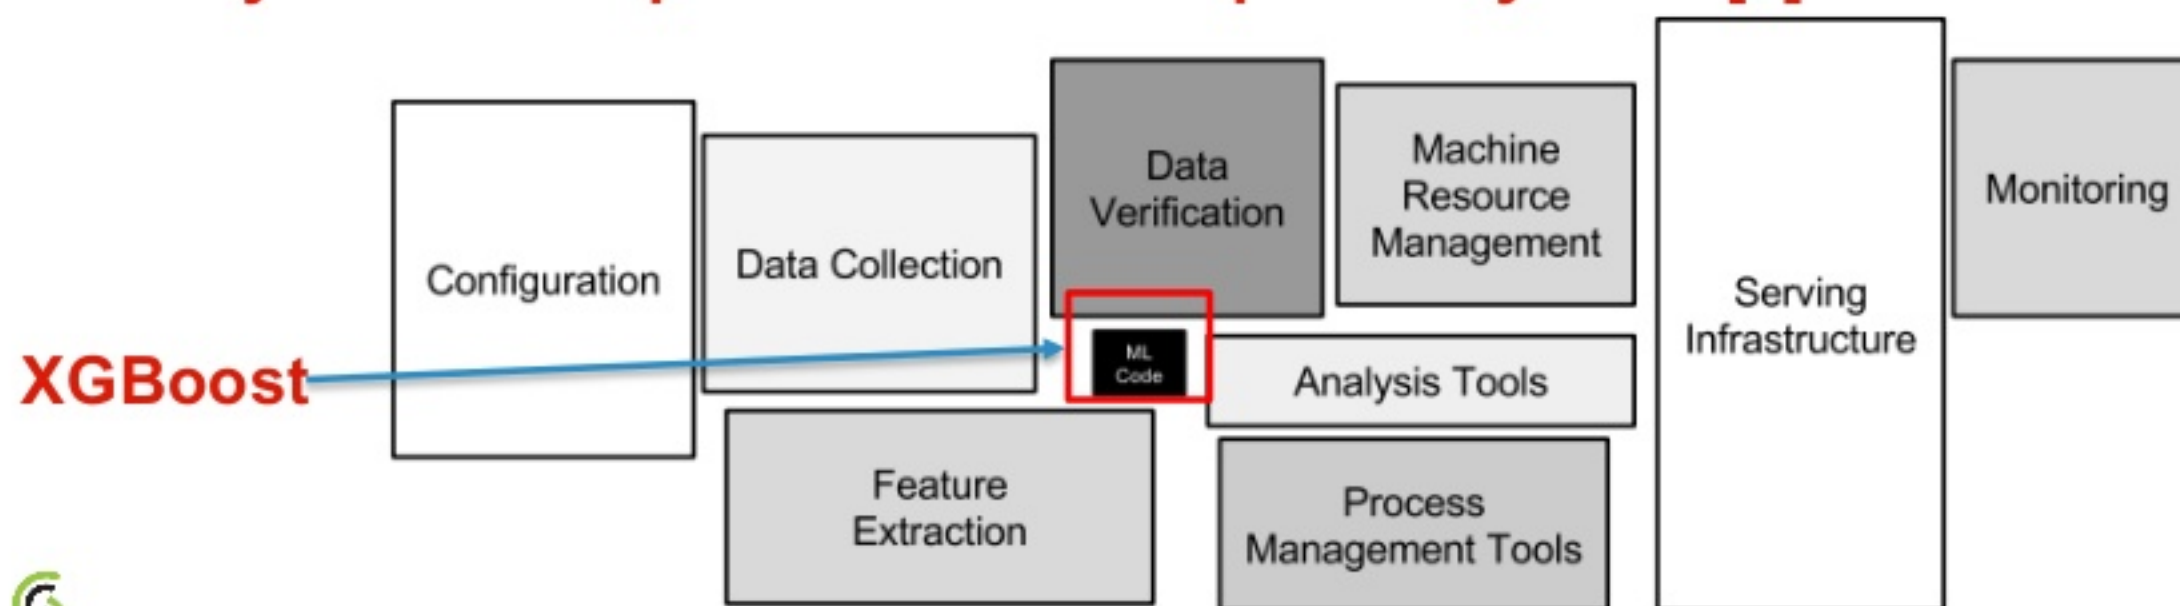 Configuration
Data Collection
Data
Verification
Machine
Resource
Management
Monitoring
Serving
Infrastructure
XGBoost
ML
Code
Analysis Tools
Feature
Extraction
Process
Management Tools